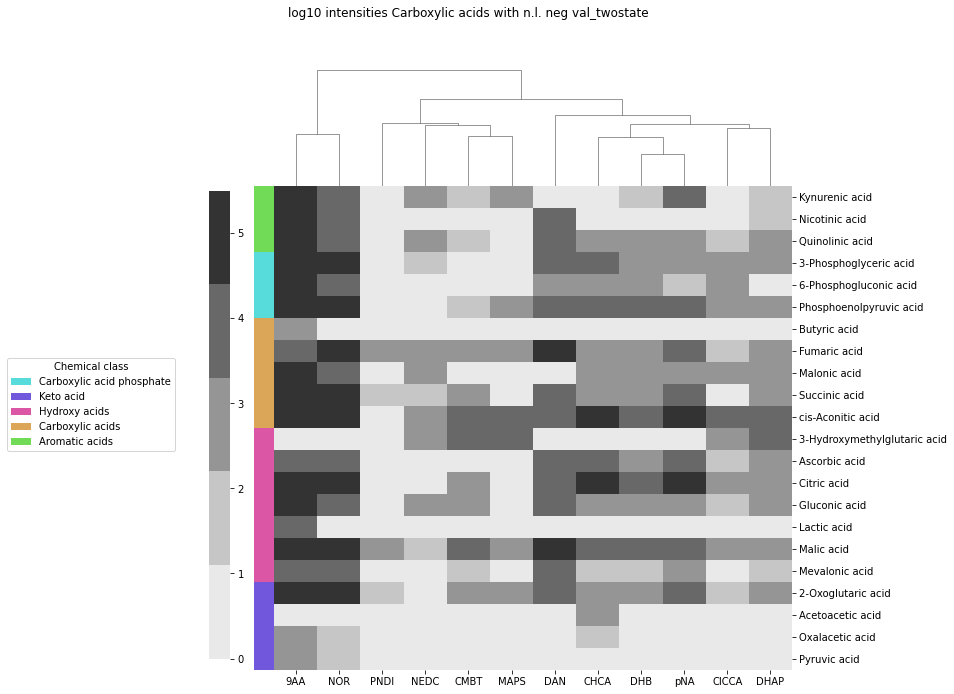 log10 intensities Carboxylic acids with n.l. neg val_twostate
Chemical class
Carboxylic acid phosphate
Keto acid
Hydroxy acids
Carboxylic acids
Aromatic acids
5
4
3
2
1
0
Kynurenic acid
Nicotinic acid
Quinolinic acid
3-Phosphoglyceric acid
6-Phosphogluconic acid
Phosphoenolpyruvic acid
Butyric acid
Fumaric acid
Malonic acid
Succinic acid
cis-Aconitic acid
3-Hydroxymethylglutaric acid
Ascorbic acid
Citric acid
Gluconic acid
Lactic acid
Malic acid
Mevalonic acid
2-Oxoglutaric acid
Acetoacetic acid
Oxalacetic acid
Pyruvic acid
9AA NOR PNDI NEDC CMBT MAPS DAN CHCA DHB pNA ClCCA DHAP